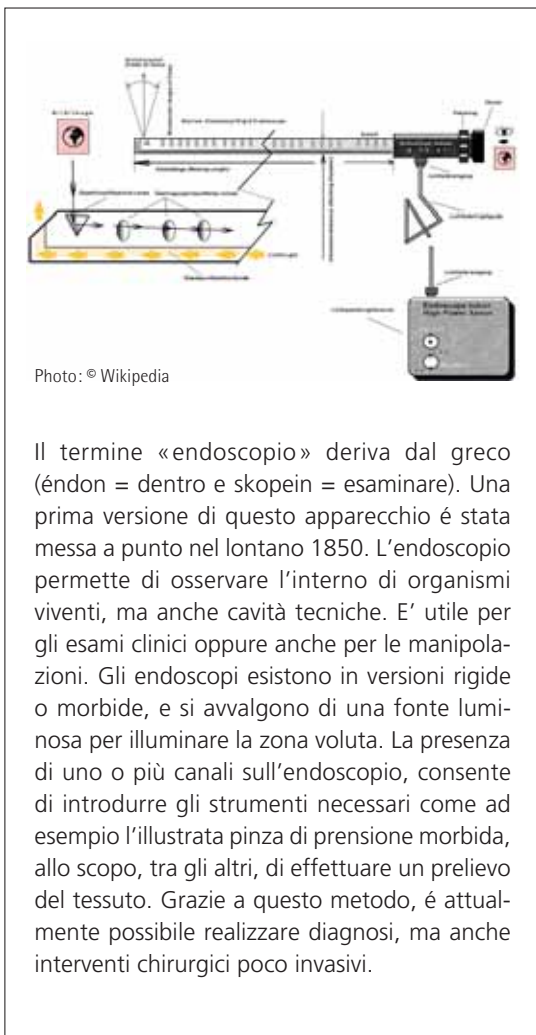 Endoscope Induct
High Power Xenon
Photo: © Wikipedia
Il termine «endoscopio» deriva dal greco
(éndon = dentro e skopein = esaminare). Una
prima versione di questo apparecchio é stata
messa a punto nel lontano 1850. L’endoscopio
permette di osservare l’interno di organismi
viventi, ma anche cavità tecniche. E’ utile per
gli esami clinici oppure anche per le manipola-
zioni. Gli endoscopi esistono in versioni rigide
o morbide, e si avvalgono di una fonte lumi-
nosa per illuminare la zona voluta. La presenza
di uno o più canali sull’endoscopio, consente
di introdurre gli strumenti necessari come ad
esempio l’illustrata pinza di prensione morbida,
allo scopo, tra gli altri, di effettuare un prelievo
del tessuto. Grazie a questo metodo, é attual-
mente possibile realizzare diagnosi, ma anche
interventi chirurgici poco invasivi.